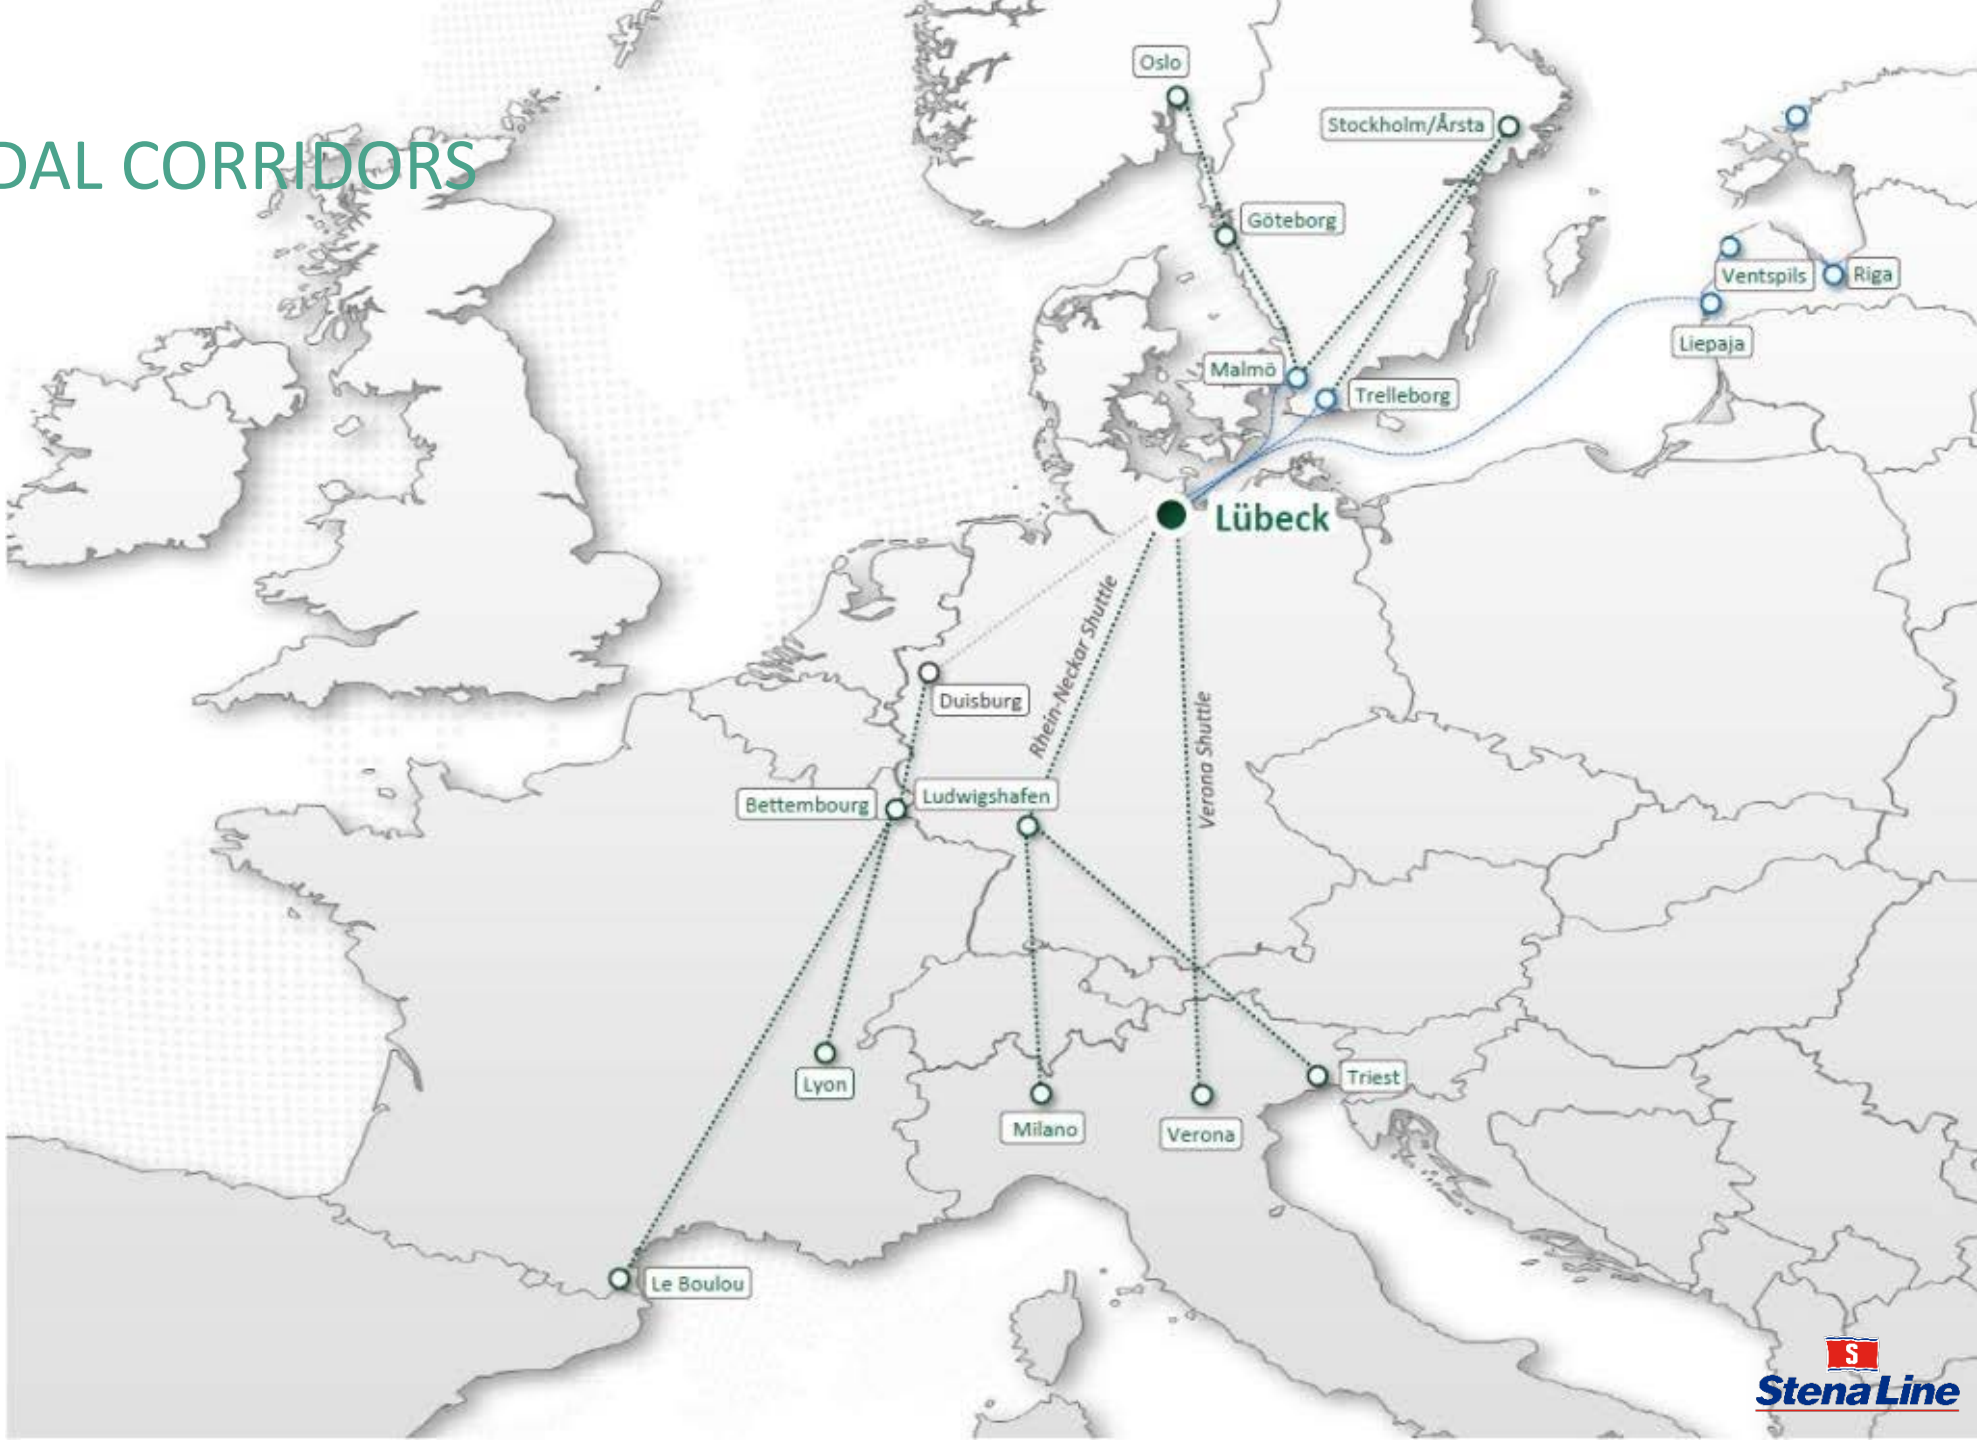 DAL CORRIDORS
Oslo
Stockholm/Årsta
Göteborg
Ventspils
Riga
Liepaja
Malmö
Trelleborg
Lübeck
Rhein-Neckar Shuttle
Duisburg
Verona Shuttle
Bettembourg
Ludwigshafen
Lyon
Triest
Milano
Verona
Le Boulou
S
Stena Line